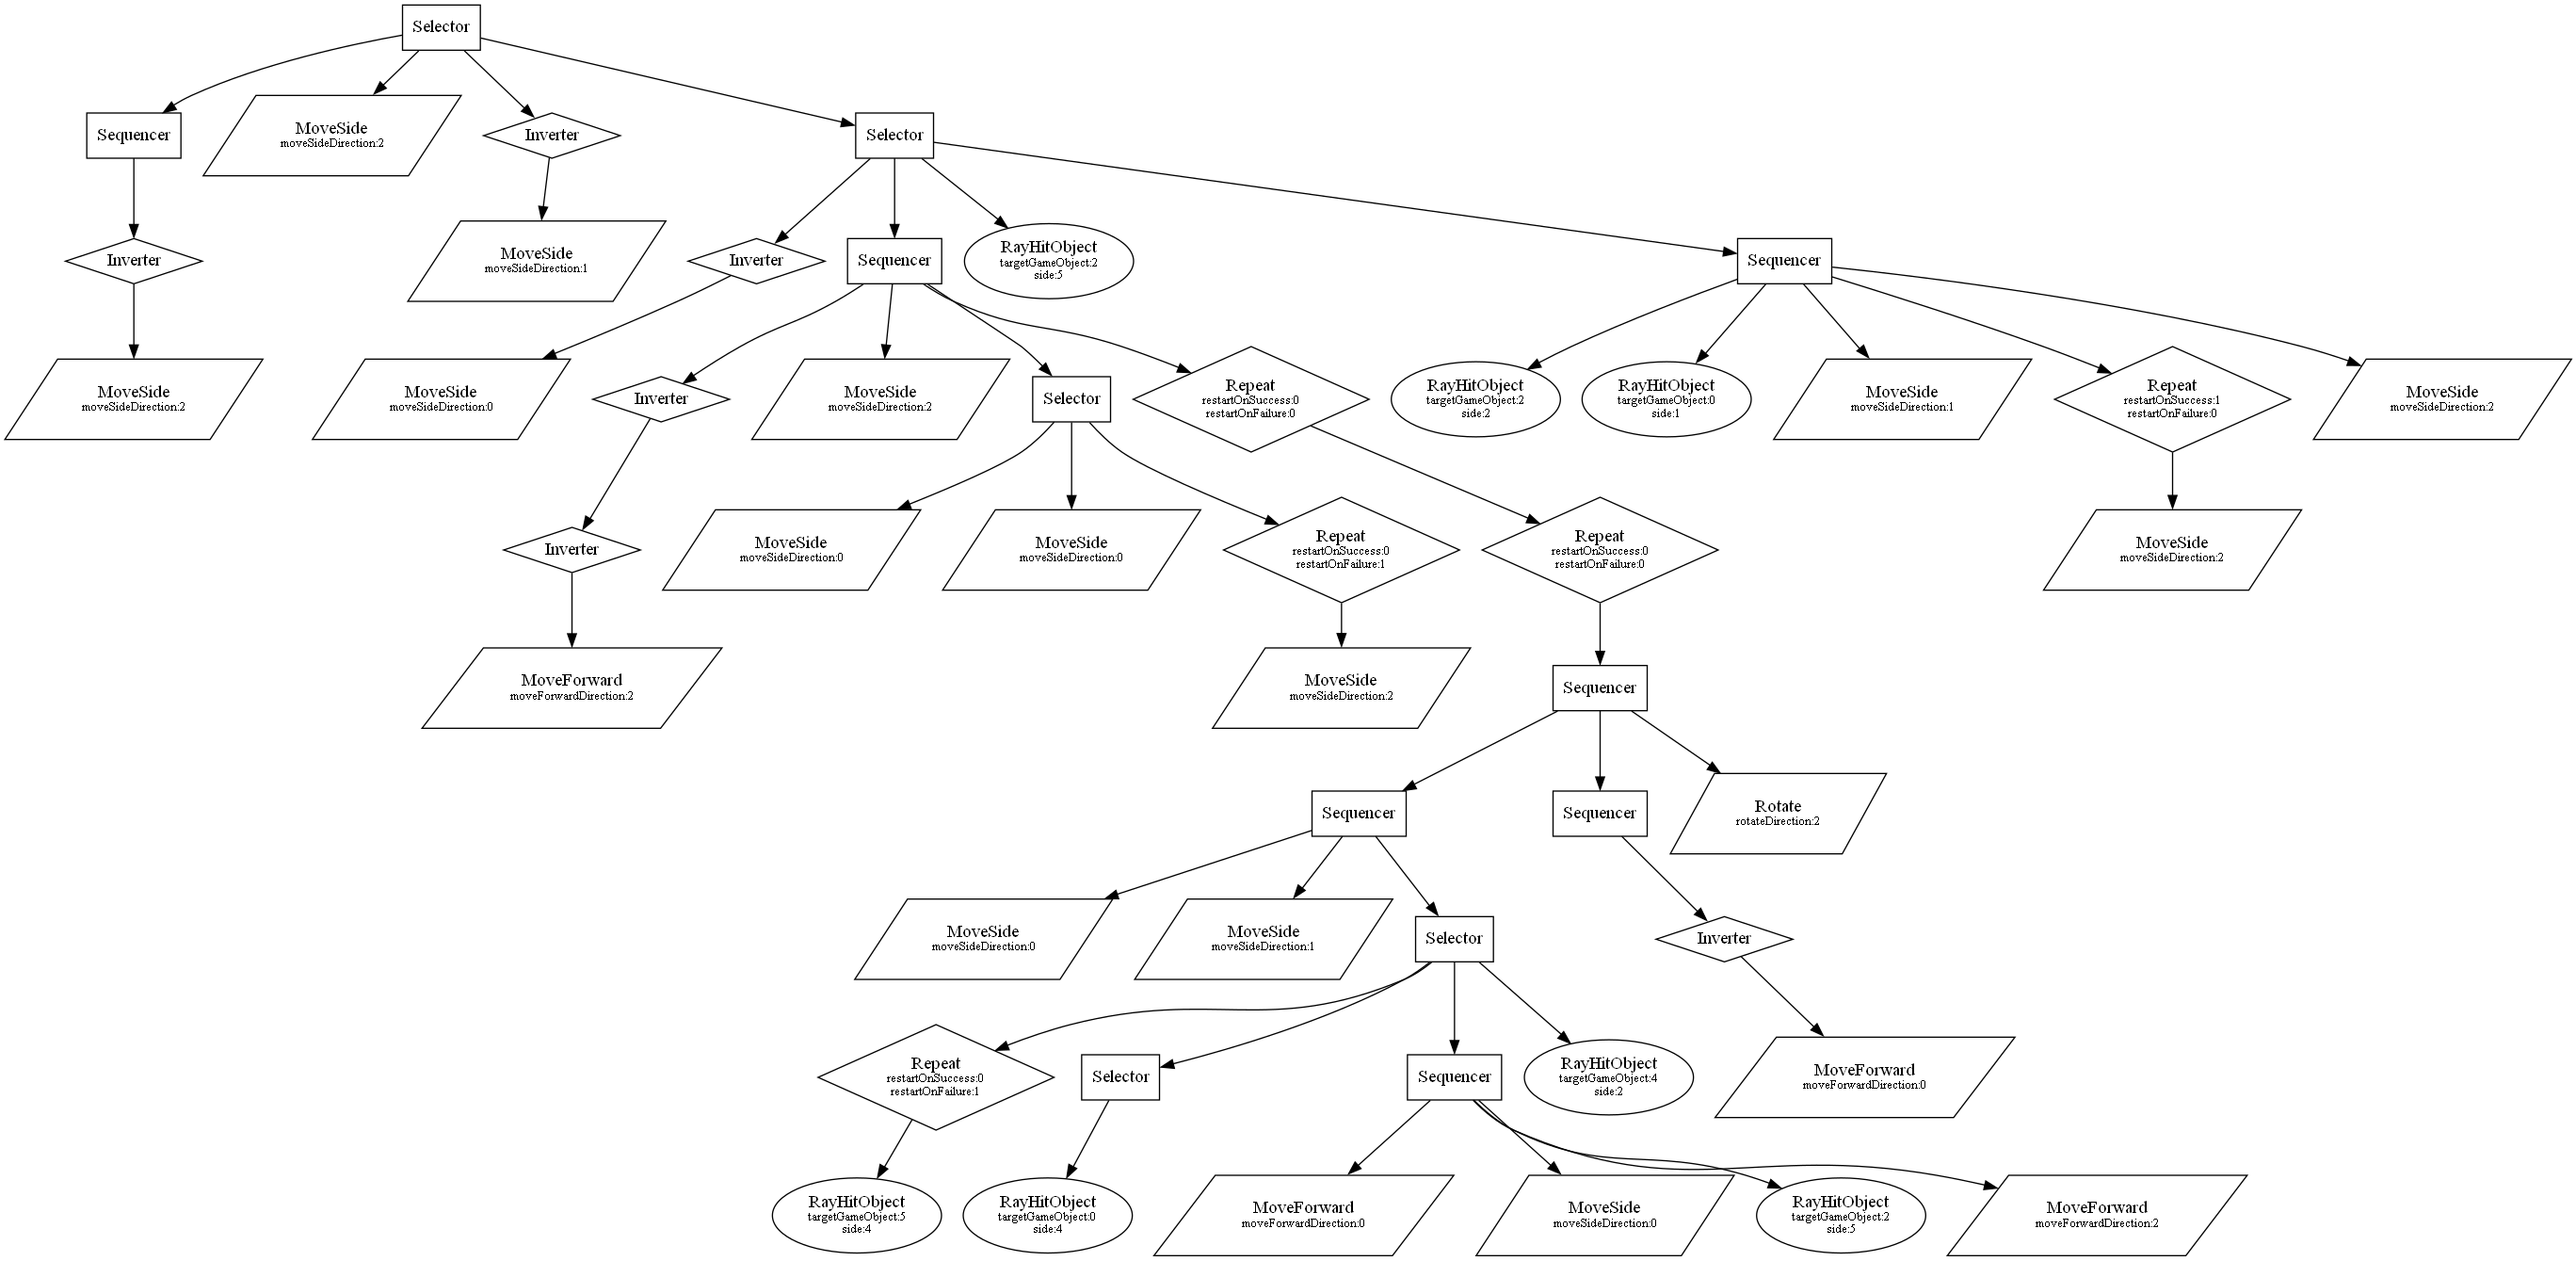 Selector
Sequencer
MoveSide
moveSideDirection:2
Inverter
Selector
Inverter
MoveSide
moveSideDirection:1
Inverter
Sequencer
RayHitObject
targetGameObject:2
side:5
Sequencer
MoveSide
moveSideDirection:2
MoveSide
moveSideDirection:0
Inverter
MoveSide
moveSideDirection:2
Selector
Repeat
restartOnSuccess:0
restartOnFailure:0
RayHitObject
targetGameObject:2
side:2
RayHitObject
targetGameObject:0
side:1
MoveSide
moveSideDirection:1
Repeat
restartOnSuccess:1
restartOnFailure:0
MoveSide
moveSideDirection:2
Inverter
MoveSide
moveSideDirection:0
MoveSide
moveSideDirection:0
Repeat
restartOnSuccess:0
restartOnFailure:1
Repeat
restartOnSuccess:0
restartOnFailure:0
MoveSide
moveSideDirection:2
MoveForward
moveForwardDirection:2
MoveSide
moveSideDirection:2
Sequencer
Sequencer
Sequencer
Rotate
rotateDirection:2
MoveSide
moveSideDirection:0
MoveSide
moveSideDirection:1
Selector
Inverter
Repeat
restartOnSuccess:0
restartOnFailure:1
Selector
Sequencer
RayHitObject
targetGameObject:4
side:2
MoveForward
moveForwardDirection:0
RayHitObject
targetGameObject:5
side:4
RayHitObject
targetGameObject:0
side:4
MoveForward
moveForwardDirection:0
MoveSide
moveSideDirection:0
RayHitObject
targetGameObject:2
side:5
MoveForward
moveForwardDirection:2